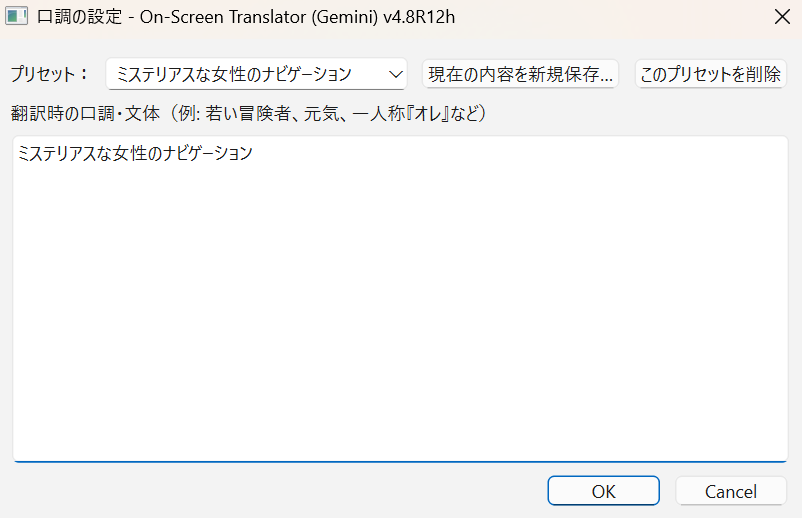 口調の設定 - On-Screen Translator (Gemini) v4.8R12h
プリセット： ミステリアスな女性のナビゲーション 現在の内容を新規保存... このプリセットを削除
翻訳時の口調・文体（例: 若い冒険者、元気、一人称『オレ』など）
ミステリアスな女性のナビゲーション
OK Cancel